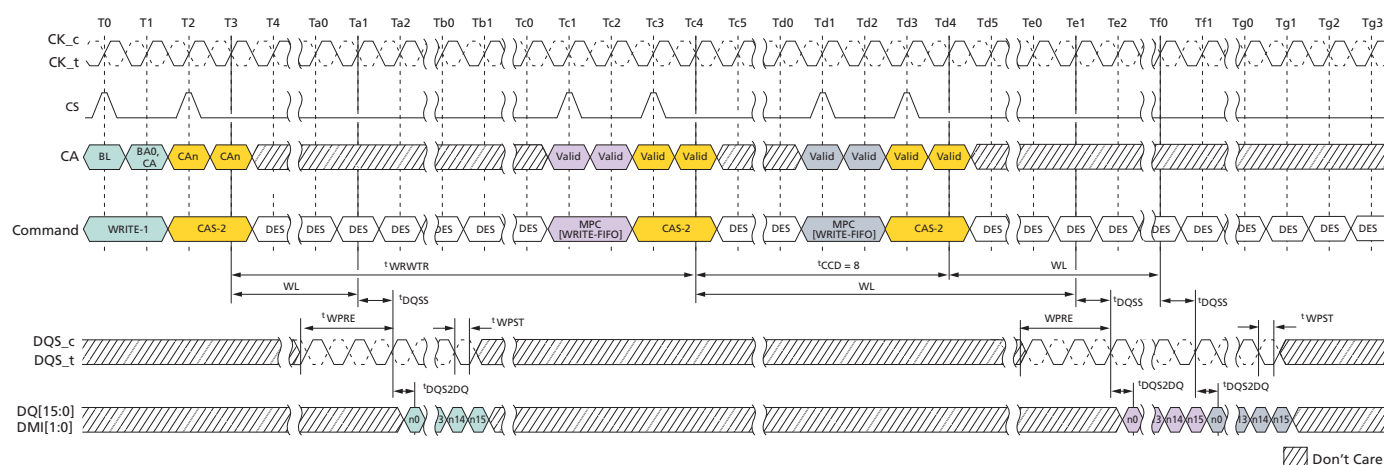 T0 T1 T2 T3 T4 Ta0 Ta1 Ta2 Tb0 Tb1 Tc0 Tc1 Tc2 Tc3 Tc4 Tc5 Td0 Td1 Td2 Td3 Td4 Td5 Te0 Te1 Te2 Tf0 Tf1 Tg0 Tg1 Tg2 Tg3
CK_c
CK_t
CS
CA BL BA0, CA CAn CAn Valid Valid Valid Valid Valid Valid Valid Valid
Command WRITE-1 CAS-2 DES DES DES DES DES DES DES MPC [WRITE-FIFO] CAS-2 DES DES MPC [WRITE-FIFO] CAS-2 DES DES DES DES DES DES DES DES DES DES
tWRWTR tCCD = 8 WL
WL tDQSS WL tDQSS tDQSS
tWPRE tWPST WPRE tWPST
DQS_c
DQS_t
tDQS2DQ tDQS2DQ tDQS2DQ
DQ[15:0]
DMI[1:0]
n0 3 n14 n15 n0 3 n14 n15 n0 13 n14 n15
Don't Care